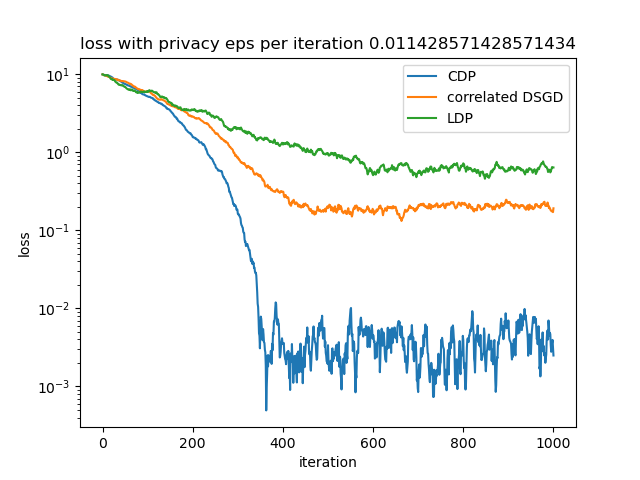 loss with privacy eps per iteration 0.011428571428571434
CDP
correlated DSGD
LDP
10¹
10⁰
10⁻¹
10⁻²
10⁻³
loss
0
200
400
600
800
1000
iteration